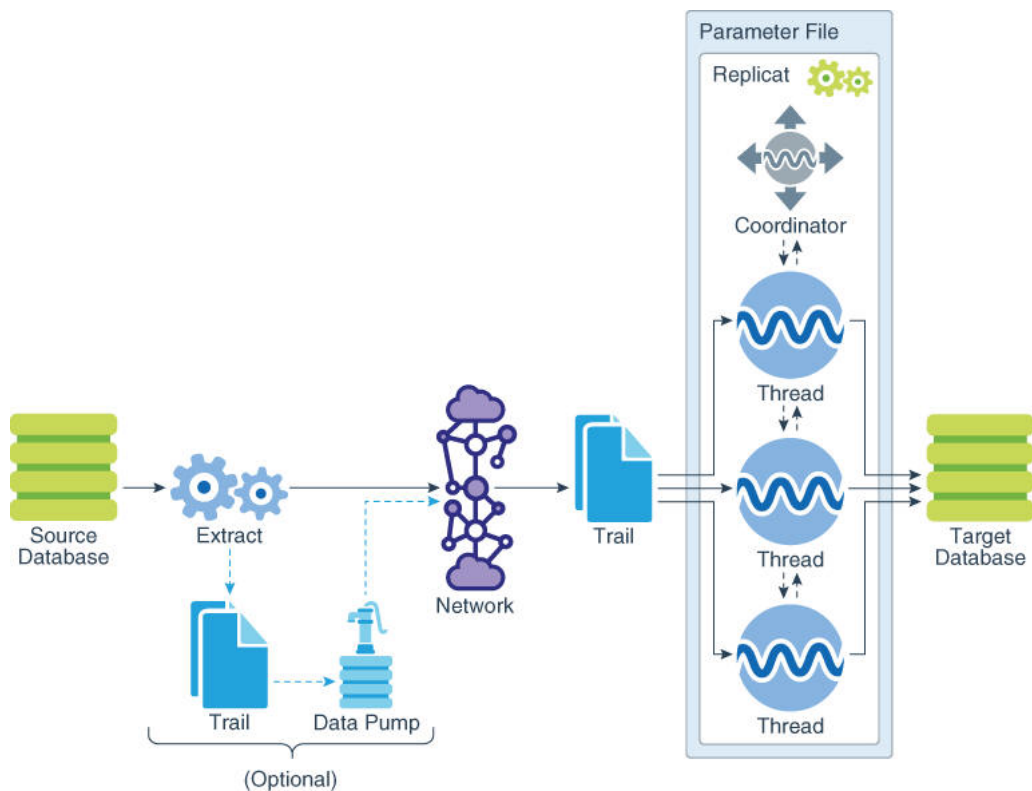 Parameter File
Replicat
Coordinator
Thread
Thread
Thread
Source
Database
Extract
Network
Trail
Target
Database
Trail
Data Pump
(Optional)